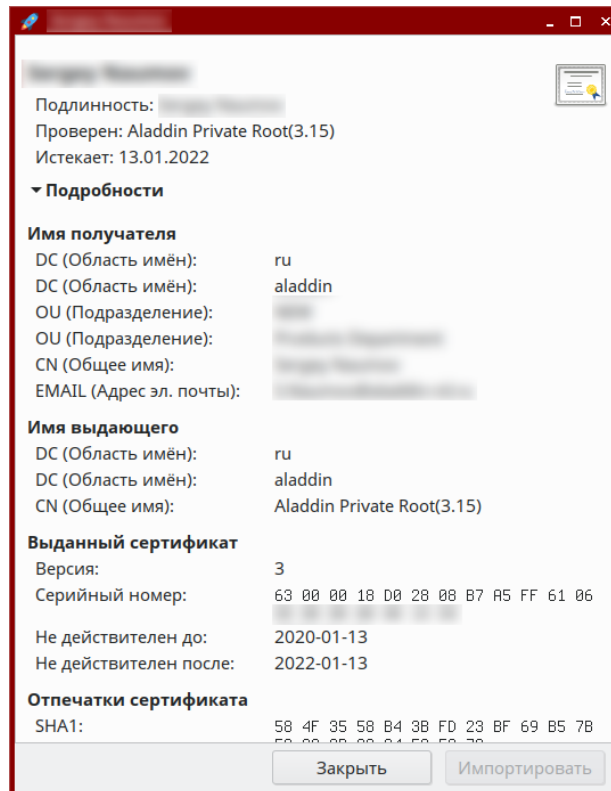 Подлинность:
Проверен: Aladdin Private Root(3.15)
Истекает: 13.01.2022
Подробности
Имя получателя
DC (Область имён): ru
DC (Область имён): aladdin
OU (Подразделение):
OU (Подразделение):
CN (Общее имя):
EMAIL (Адрес эл. почты):
Имя выдающего
DC (Область имён): ru
DC (Область имён): aladdin
CN (Общее имя): Aladdin Private Root(3.15)
Выданный сертификат
Версия: 3
Серийный номер: 63 00 00 18 D0 28 08 B7 A5 FF 61 06
Не действителен до: 2020-01-13
Не действителен после: 2022-01-13
Отпечатки сертификата
SHA1: 58 4F 35 58 B4 3B FD 23 BF 69 B5 7B
Закрыть Импортировать